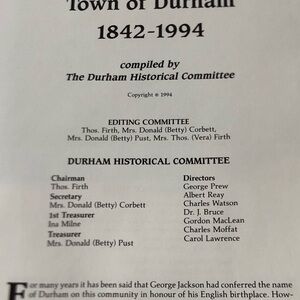 Town of Durham
1842-1994
compiled by
The Durham Historical Committee
Copyright © 1994
EDITING COMMITTEE
Thos. Firth, Mrs. Donald (Betty) Corbett,
Mrs. Donald (Betty) Pust, Mrs. Thos. (Vera) Firth
DURHAM HISTORICAL COMMITTEE
Chairman
Thos. Firth
Secretary
Mrs. Donald (Betty) Corbett
1st Treasurer
Ina Milne
Treasurer
Mrs. Donald (Betty) Pust
Directors
George Prew
Albert Reay
Charles Watson
Dr. J. Bruce
Gordon MacLean
Charles Moffat
Carol Lawrence
For many years it has been said that George Jackson had conferred the
name of Durham on this community in honour of his English birthplace. How-